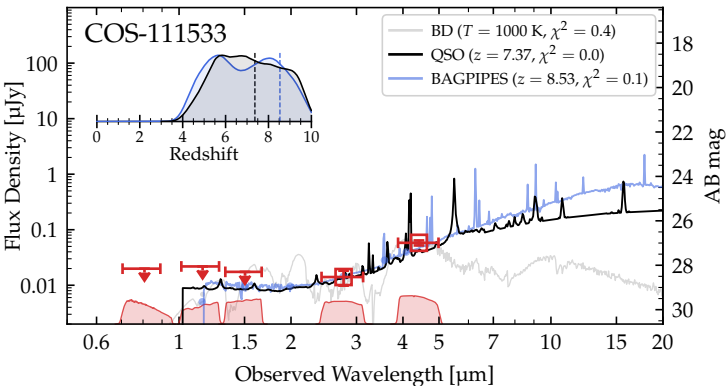 COS-111533
BD (T = 1000 K, χ² = 0.4)
QSO (z = 7.37, χ² = 0.0)
BAGPIPES (z = 8.53, χ² = 0.1)
0 2 4 6 8 10
Redshift
100
10
1
0.1
0.01
Flux Density [μJy]
18
20
22
24
26
28
30
AB mag
0.6 1 1.5 2 3 4 5 10 15 20
Observed Wavelength [μm]